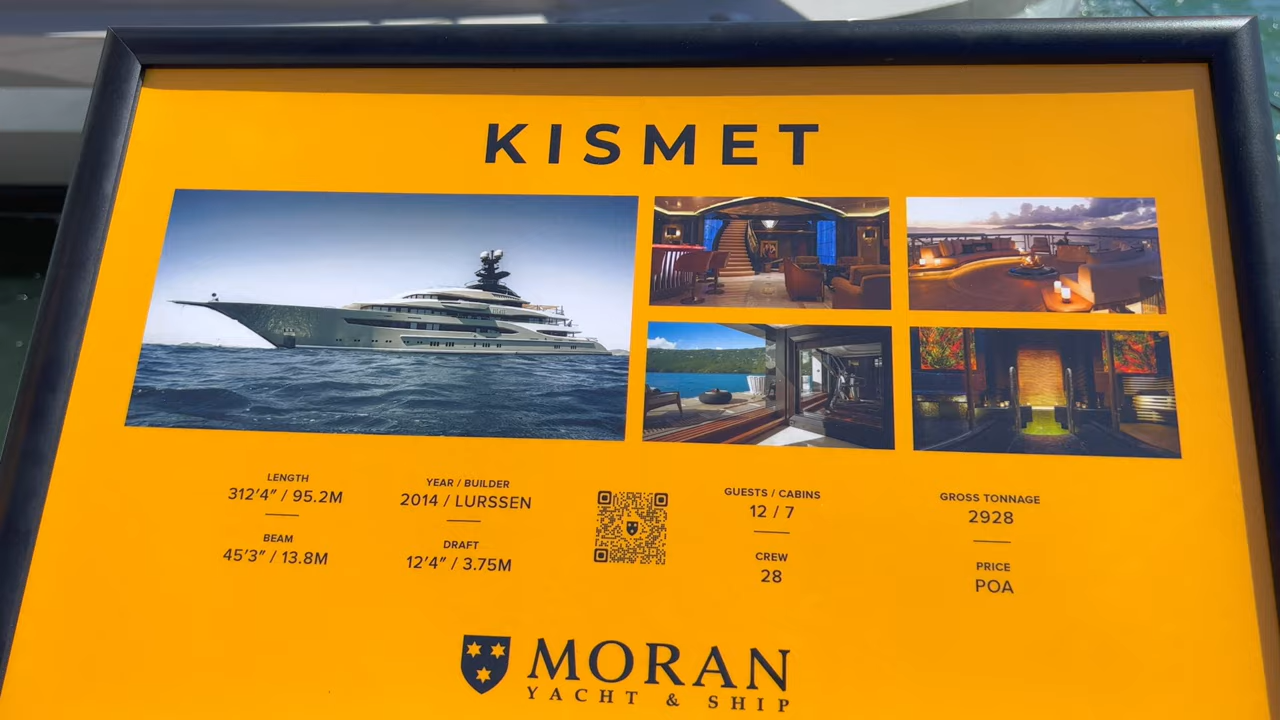 KISMET
LENGTH
312'4" / 95.2M
BEAM
45'3" / 13.8M
YEAR / BUILDER
2014 / LURSSEN
DRAFT
12'4" / 3.75M
GUESTS / CABINS
12 / 7
CREW
28
GROSS TONNAGE
2928
PRICE
POA
MORAN
YACHT & SHIP